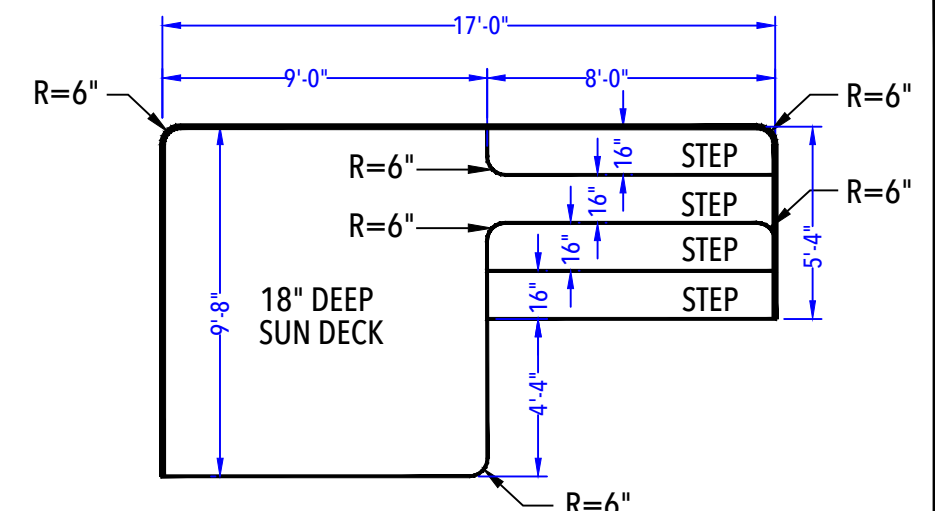 17'-0"
9'-0"
8'-0"
R=6"
R=6"
16"
STEP
R=6"
16"
STEP
R=6"
R=6"
16"
STEP
5'-4"
9'-8"
18" DEEP
SUN DECK
16"
STEP
4'-4"
R=6"